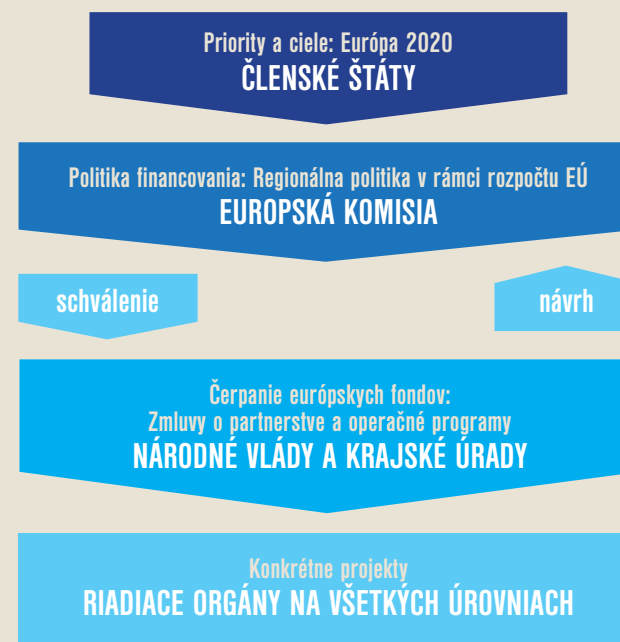 Priority a ciele: Európa 2020
ČLENSKÉ ŠTÁTY
Politika financovania: Regionálna politika v rámci rozpočtu EÚ
EUROPSKÁ KOMISIA
schválenie
návrh
Čerpanie európskych fondov:
Zmluvy o partnerstve a operačné programy
NÁRODNÉ VLÁDY A KRAJSKÉ ÚRADY
Konkrétne projekty
RIADIACE ORGÁNY NA VŠETKÝCH ÚROVNIACH